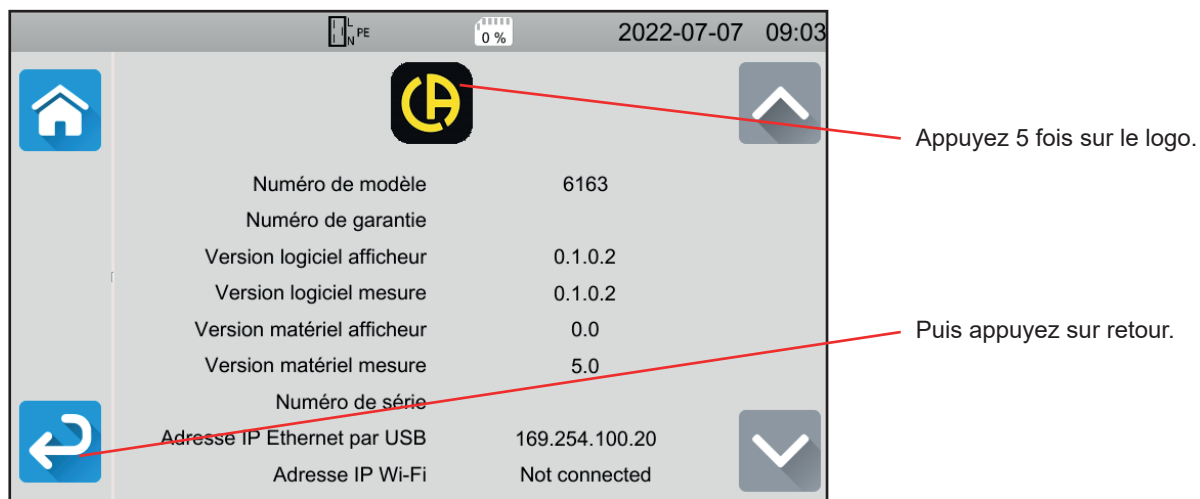 L
N PE
0 %
2022-07-07 09:03
Appuyez 5 fois sur le logo.
Numéro de modèle 6163
Numéro de garantie
Version logiciel afficheur 0.1.0.2
Version logiciel mesure 0.1.0.2
Version matériel afficheur 0.0
Puis appuyez sur retour.
Version matériel mesure 5.0
Numéro de série
Adresse IP Ethernet par USB 169.254.100.20
Adresse IP Wi-Fi Not connected